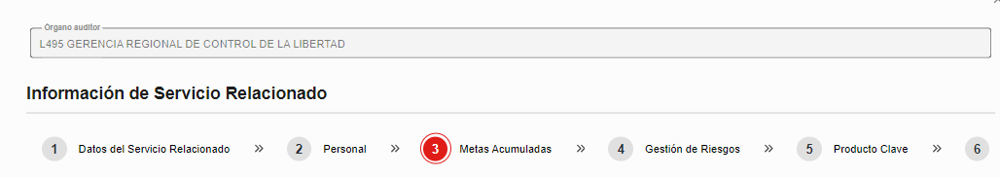 Órgano auditor
L495 GERENCIA REGIONAL DE CONTROL DE LA LIBERTAD
Información de Servicio Relacionado
1 Datos del Servicio Relacionado » 2 Personal » 3 Metas Acumuladas » 4 Gestión de Riesgos » 5 Producto Clave » 6